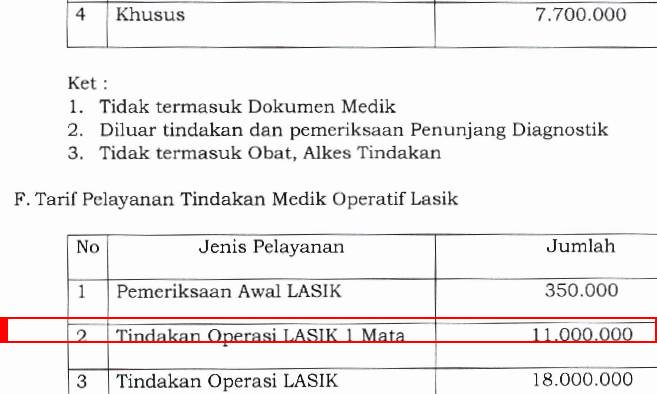 4 Khusus 7.700.000
Ket :
1. Tidak termasuk Dokumen Medik
2. Diluar tindakan dan pemeriksaan Penunjang Diagnostik
3. Tidak termasuk Obat, Alkes Tindakan
F. Tarif Pelayanan Tindakan Medik Operatif Lasik
No Jenis Pelayanan Jumlah
1 Pemeriksaan Awal LASIK 350.000
2 Tindakan Operasi LASIK 1 Mata 11.000.000
3 Tindakan Operasi LASIK 18.000.000